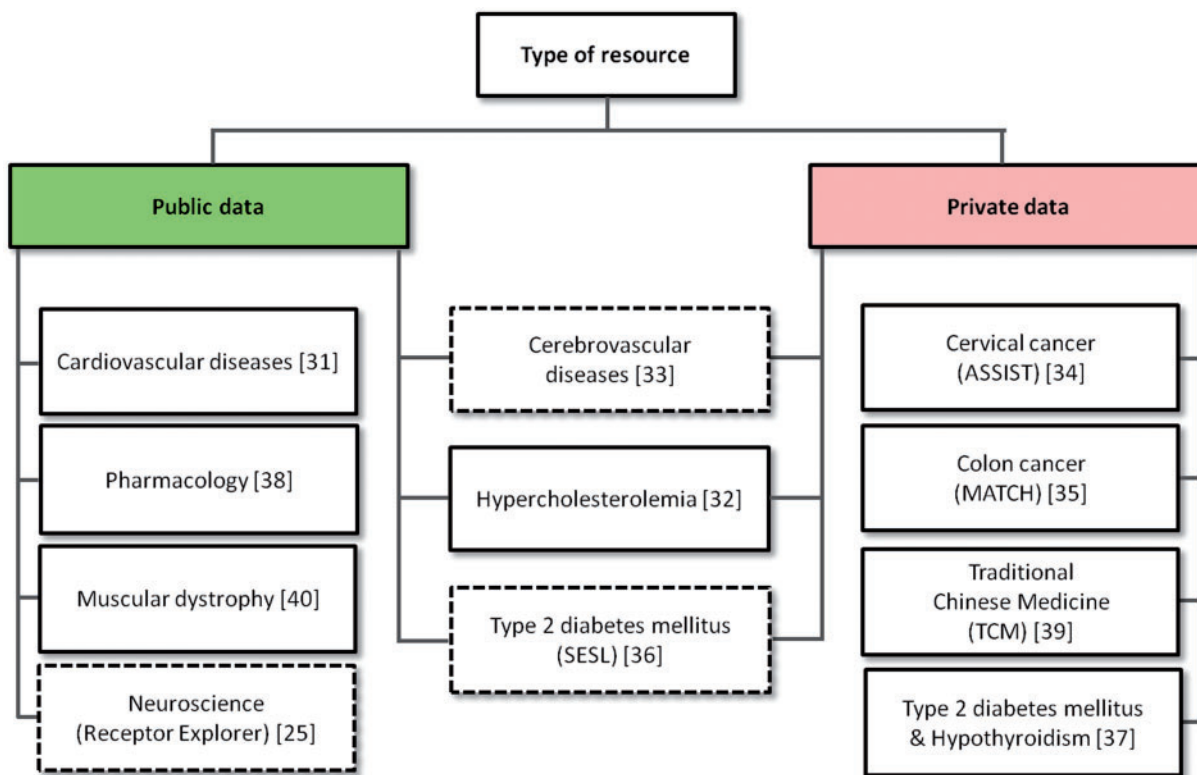 Type of resource
Public data
Private data
Cardiovascular diseases [31]
Pharmacology [38]
Muscular dystrophy [40]
Neuroscience
(Receptor Explorer) [25]
Cerebrovascular
diseases [33]
Hypercholesterolemia [32]
Type 2 diabetes mellitus
(SESL) [36]
Cervical cancer
(ASSIST) [34]
Colon cancer
(MATCH) [35]
Traditional
Chinese Medicine
(TCM) [39]
Type 2 diabetes mellitus
& Hypothyroidism [37]